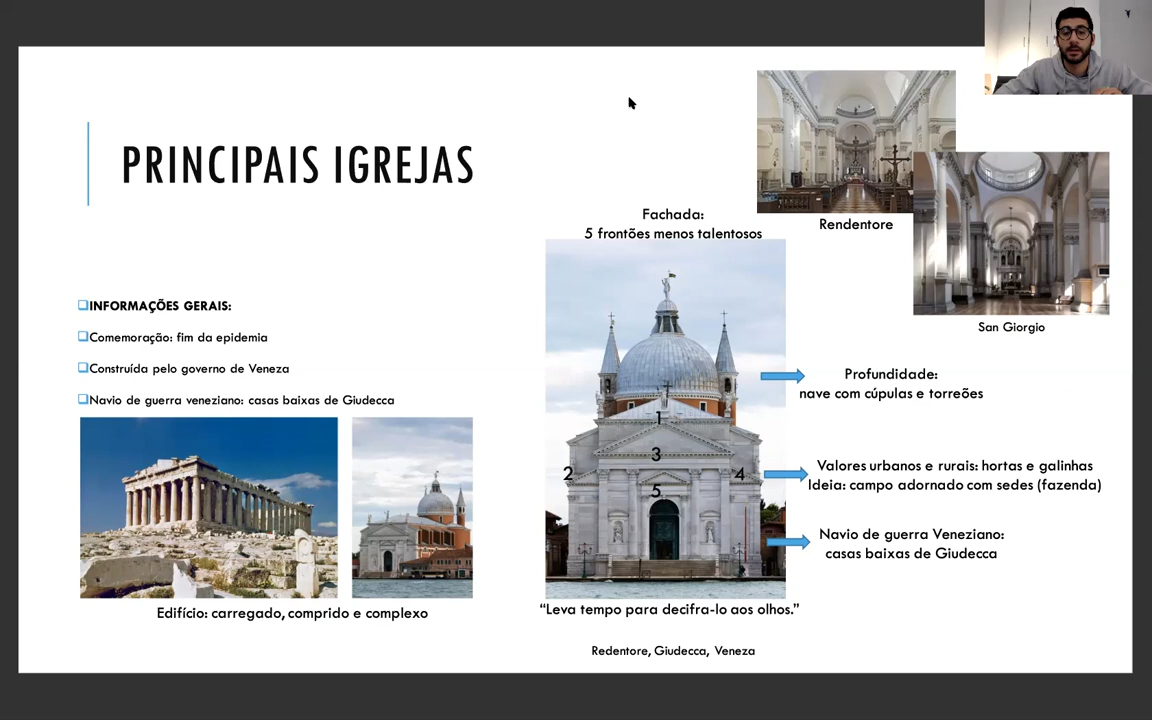 PRINCIPAIS IGREJAS
INFORMAÇÕES GERAIS:
Comemoração: fim da epidemia
Construída pelo governo de Veneza
Navio de guerra veneziano: casas baixas de Giudecca
Edifício: carregado, comprido e complexo
Fachada:
5 frontões menos talentosos
1
3
2
4
5
“Leva tempo para decifra-lo aos olhos.”
Redentore, Giudecca, Veneza
Rendentore
San Giorgio
Profundidade:
nave com cúpulas e torreões
Valores urbanos e rurais: hortas e galinhas
Ideia: campo adornado com sedes (fazenda)
Navio de guerra Veneziano:
casas baixas de Giudecca